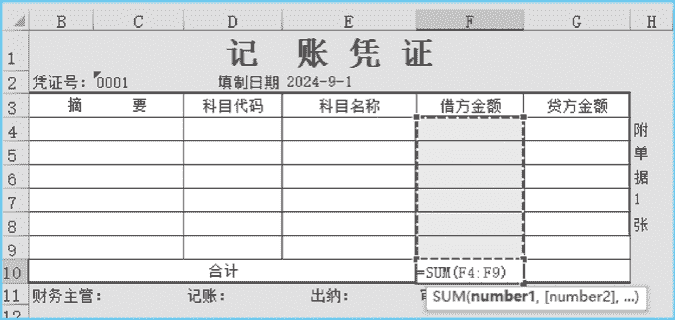 B C D E F G H
1 记 账 凭 证
2 凭证号: 0001 填制日期 2024-9-1
3 摘 要 科目代码 科目名称 借方金额 贷方金额
4 附
5 单
6 据
7 1
8 张
9
10 合计 =SUM(F4:F9)
11 财务主管: 记账: 出纳:
SUM(number1, [number2], ...)
12